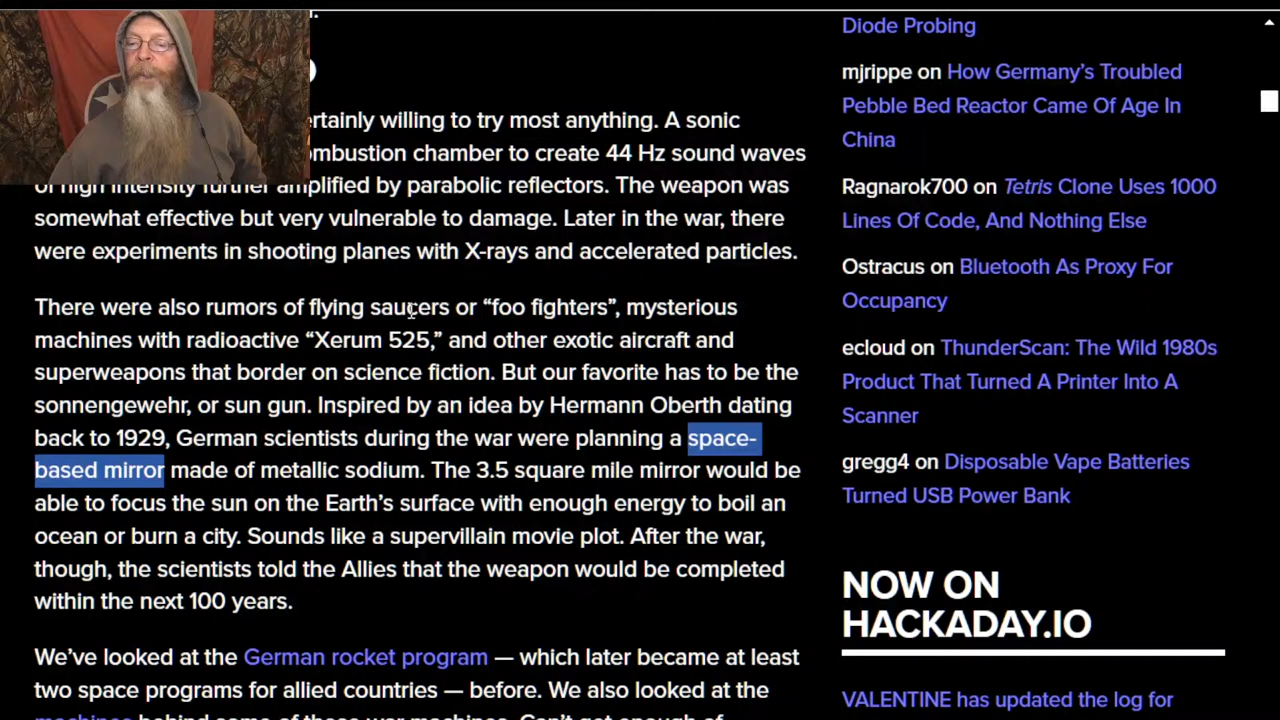 ertainly willing to try most anything. A sonic
ombustion chamber to create 44 Hz sound waves
of high intensity further amplified by parabolic reflectors. The weapon was
somewhat effective but very vulnerable to damage. Later in the war, there
were experiments in shooting planes with X-rays and accelerated particles.
There were also rumors of flying saucers or “foo fighters”, mysterious
machines with radioactive “Xerum 525,” and other exotic aircraft and
superweapons that border on science fiction. But our favorite has to be the
sonnengewehr, or sun gun. Inspired by an idea by Hermann Oberth dating
back to 1929, German scientists during the war were planning a space-
based mirror made of metallic sodium. The 3.5 square mile mirror would be
able to focus the sun on the Earth’s surface with enough energy to boil an
ocean or burn a city. Sounds like a supervillain movie plot. After the war,
though, the scientists told the Allies that the weapon would be completed
within the next 100 years.
We’ve looked at the German rocket program — which later became at least
two space programs for allied countries — before. We also looked at the
machines behind some of these war machines. Can’t get enough of
Diode Probing
mjrippe on How Germany’s Troubled
Pebble Bed Reactor Came Of Age In
China
Ragnarok700 on Tetris Clone Uses 1000
Lines Of Code, And Nothing Else
Ostracus on Bluetooth As Proxy For
Occupancy
ecloud on ThunderScan: The Wild 1980s
Product That Turned A Printer Into A
Scanner
gregg4 on Disposable Vape Batteries
Turned USB Power Bank
NOW ON
HACKADAY.IO
VALENTINE has updated the log for